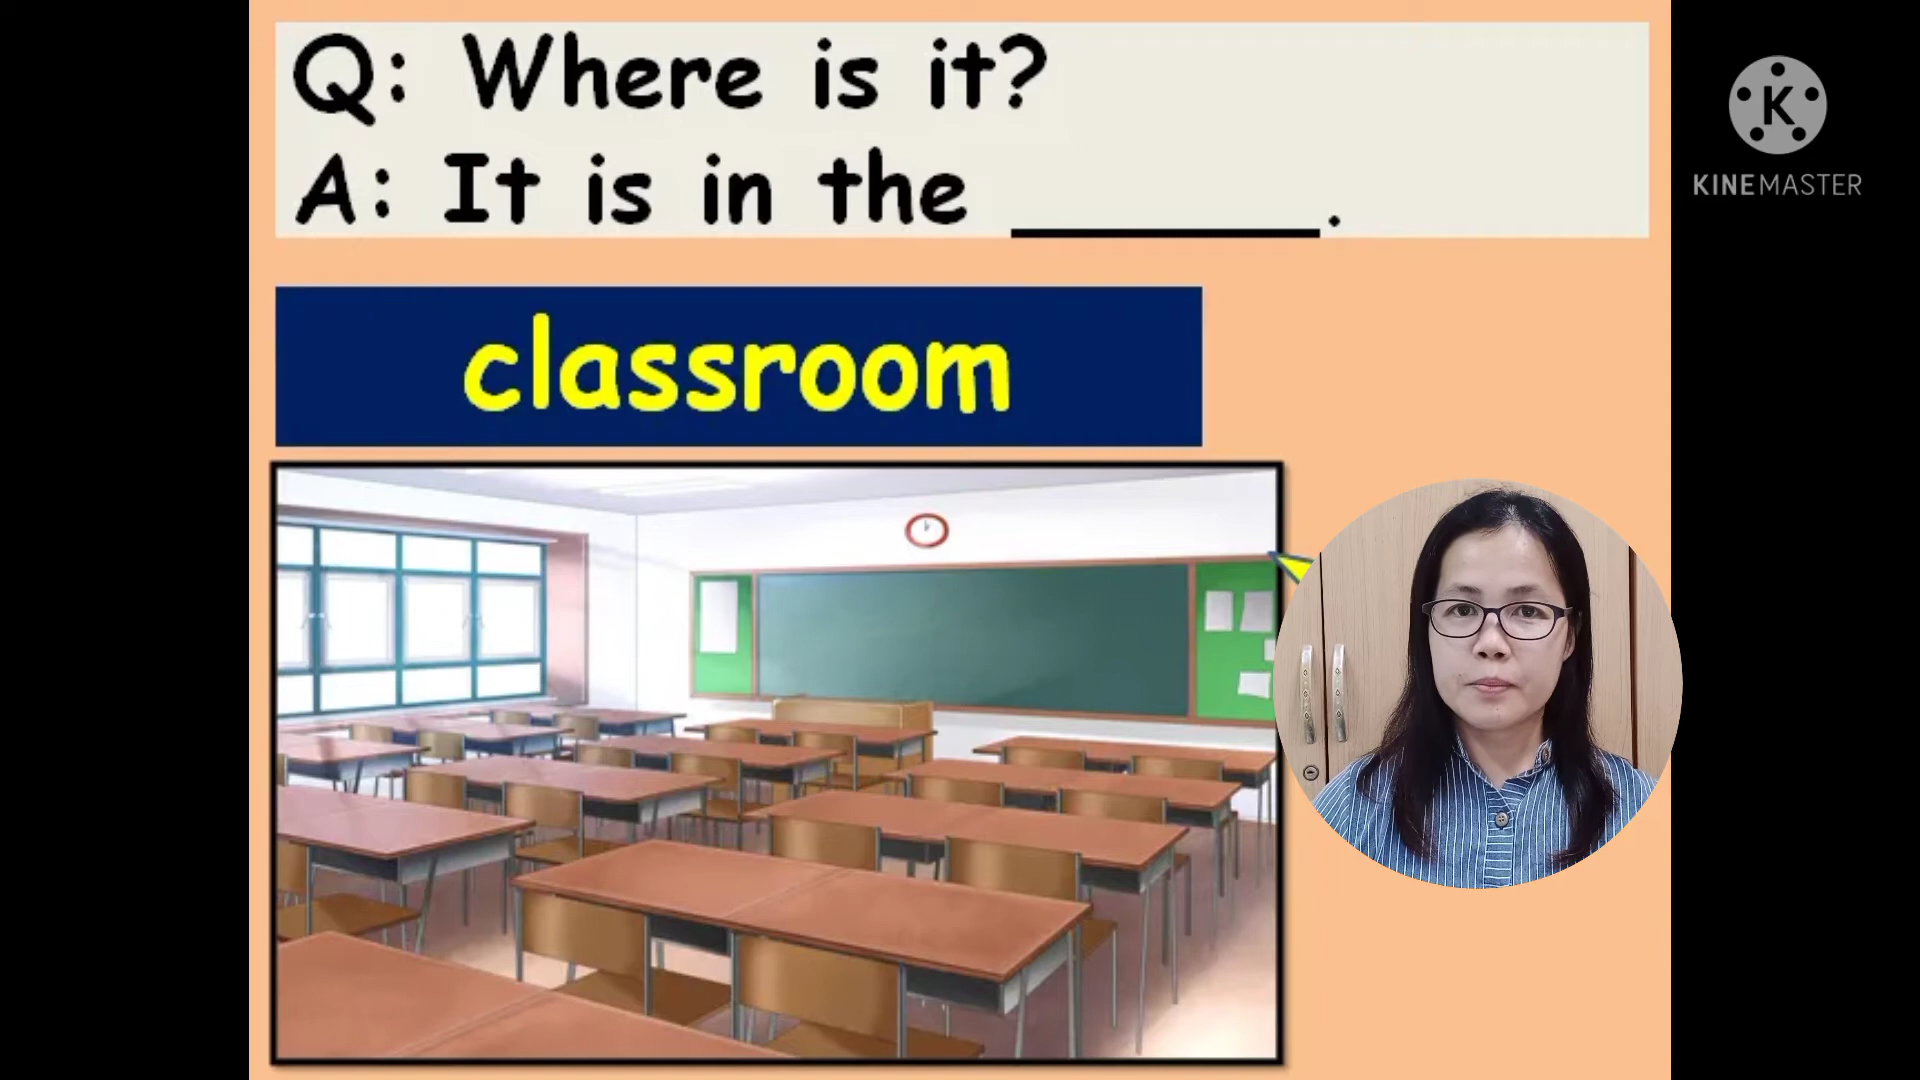 Q: Where is it?
A: It is in the ______.
classroom
K
KINEMASTER